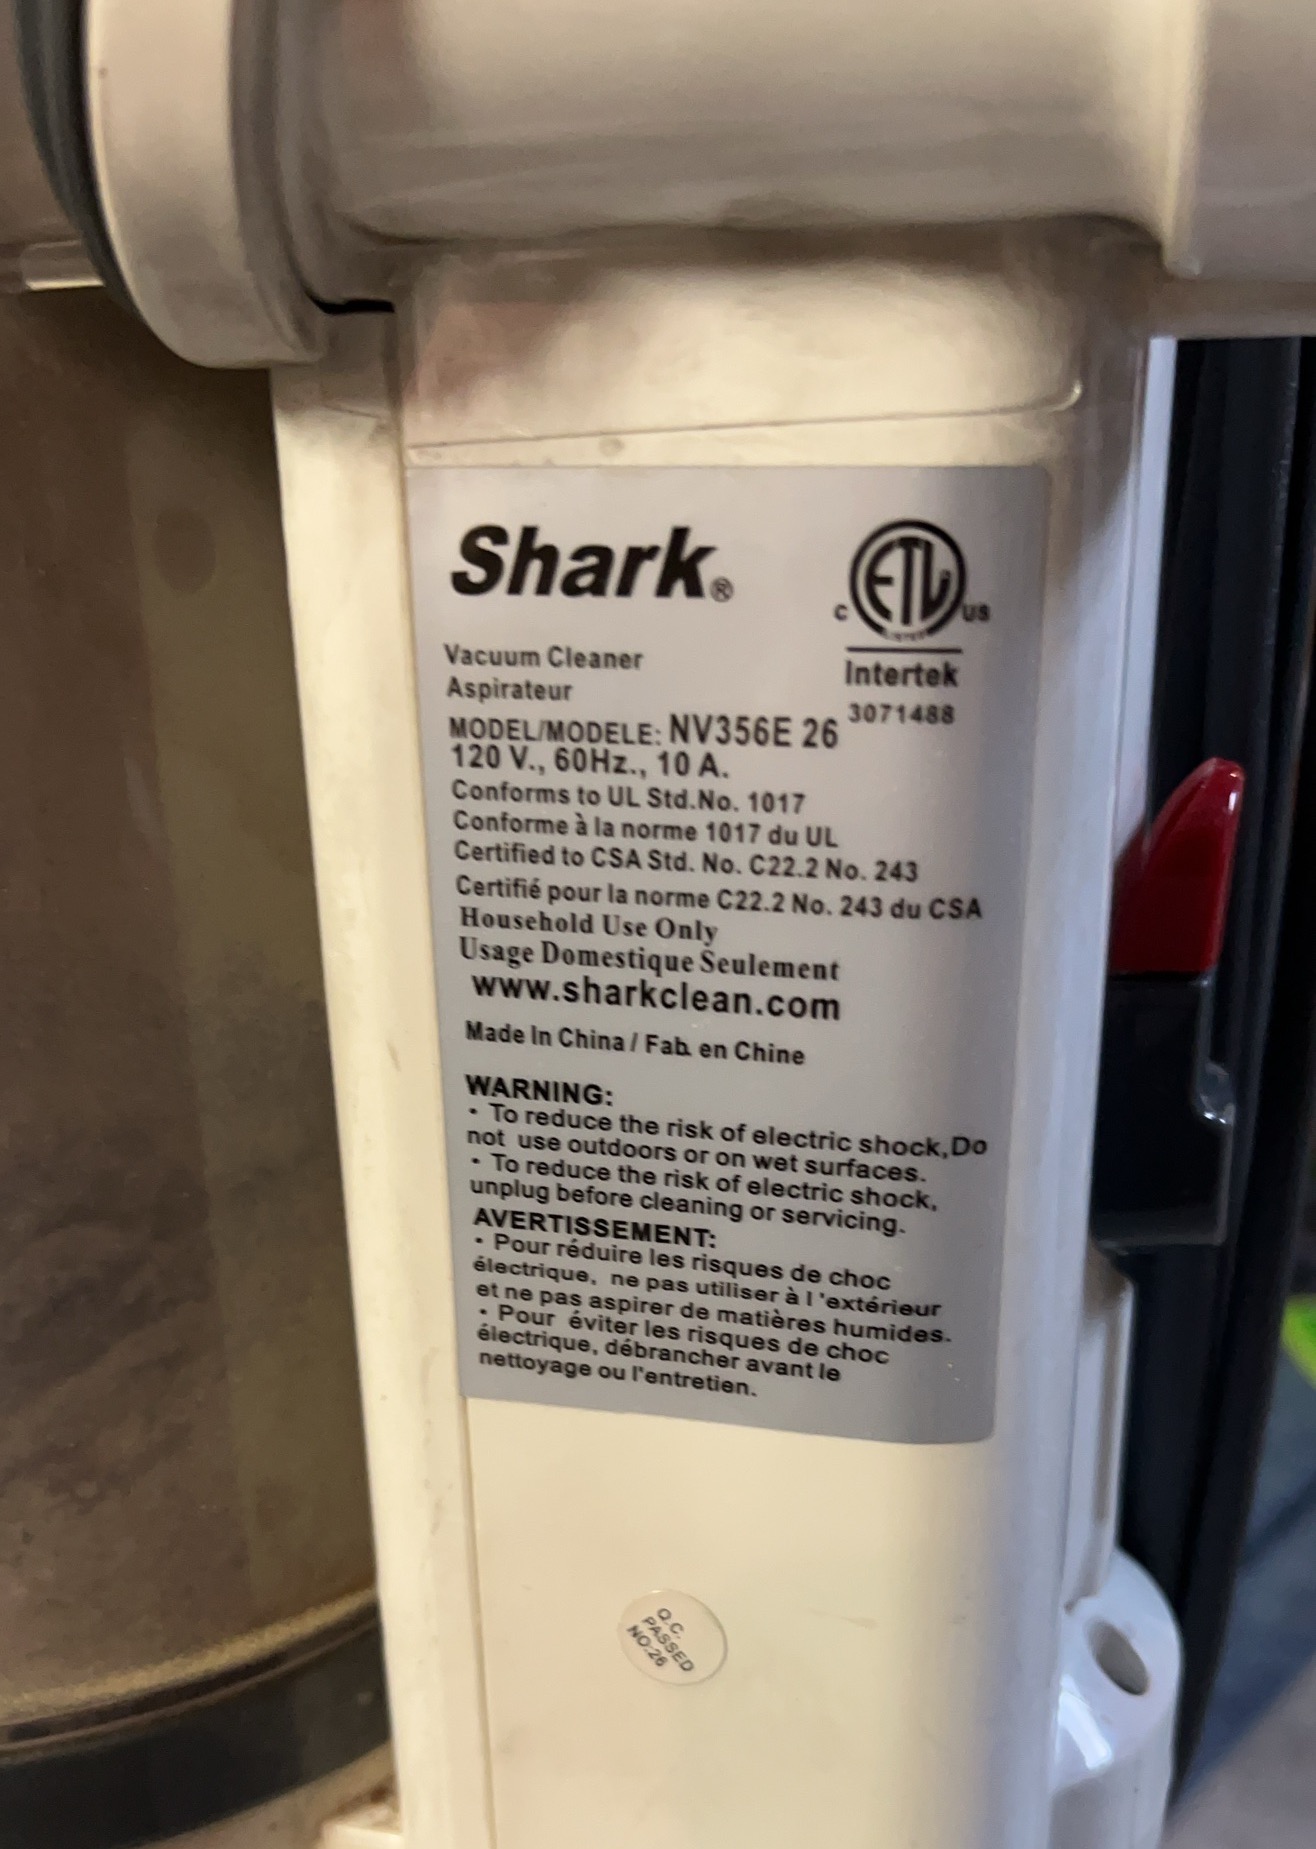 Shark®
C ETL US
LISTED
Intertek
3071488
Vacuum Cleaner
Aspirateur
MODEL/MODELE: NV356E 26
120 V., 60Hz., 10 A.
Conforms to UL Std.No. 1017
Conforme à la norme 1017 du UL
Certified to CSA Std. No. C22.2 No. 243
Certifié pour la norme C22.2 No. 243 du CSA
Household Use Only
Usage Domestique Seulement
www.sharkclean.com
Made In China / Fab. en Chine
WARNING:
• To reduce the risk of electric shock,Do
not use outdoors or on wet surfaces.
• To reduce the risk of electric shock,
unplug before cleaning or servicing.
AVERTISSEMENT:
• Pour réduire les risques de choc
électrique, ne pas utiliser à l 'extérieur
et ne pas aspirer de matières humides.
• Pour éviter les risques de choc
électrique, débrancher avant le
nettoyage ou l'entretien.
Q.C.
PASSED
NO:26